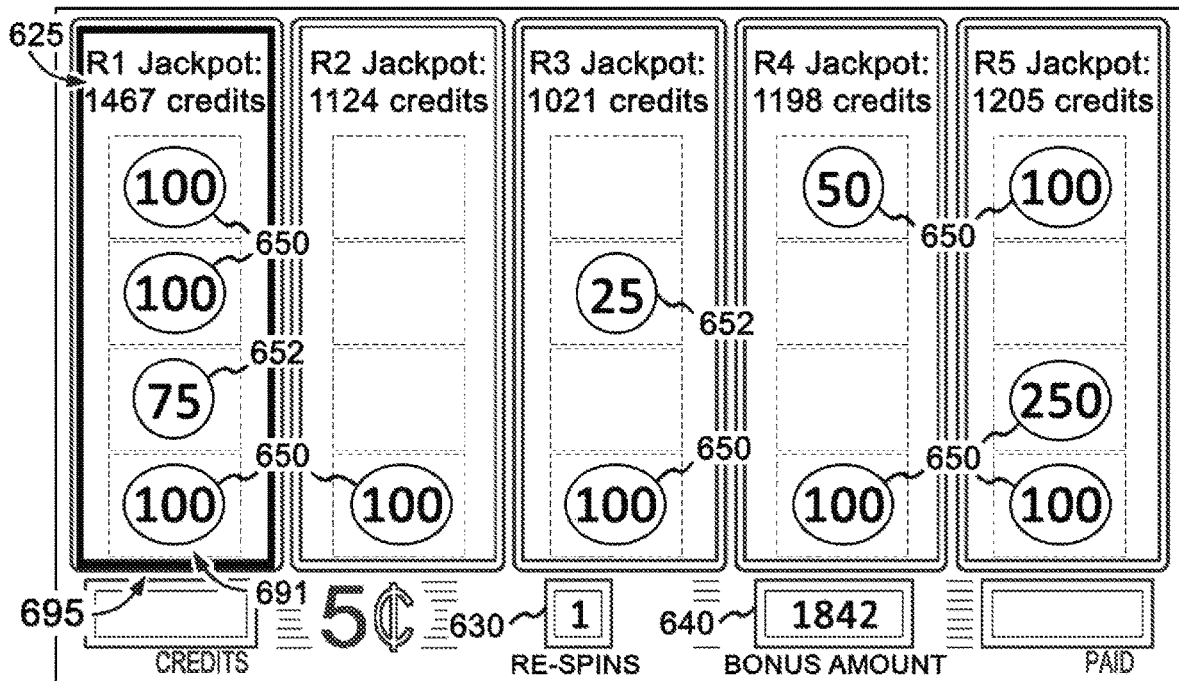 625
R1 Jackpot:
1467 credits
R2 Jackpot:
1124 credits
R3 Jackpot:
1021 credits
R4 Jackpot:
1198 credits
R5 Jackpot:
1205 credits
100
50
100
650
650
100
25
652
652
75
250
650
650
650
100
100
100
100
100
695
691
5¢
630
1
640
1842
CREDITS
RE-SPINS
BONUS AMOUNT
PAID